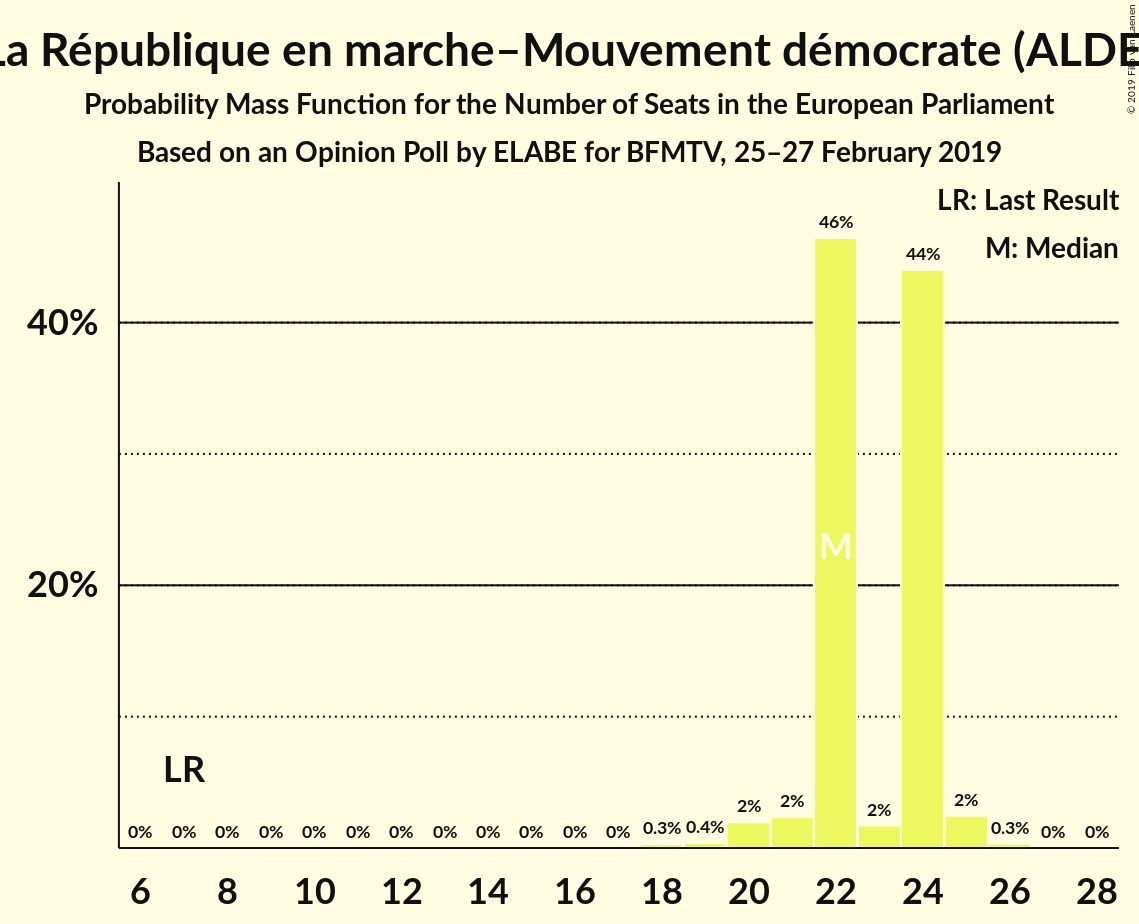 La République en marche–Mouvement démocrate (ALDE
Probability Mass Function for the Number of Seats in the European Parliament
Based on an Opinion Poll by ELABE for BFMTV, 25–27 February 2019
© 2019
LR: Last Result
M: Median
46%
44%
40%
M
20%
LR
0% 0% 0% 0% 0% 0% 0% 0% 0% 0% 0% 0% 0.3% 0.4% 2% 2% 2% 2% 0.3% 0% 0%
6 8 10 12 14 16 18 20 22 24 26 28